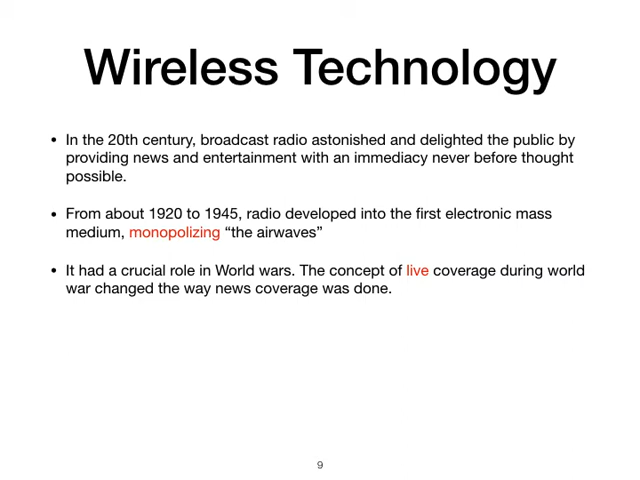 Wireless Technology
• In the 20th century, broadcast radio astonished and delighted the public by
providing news and entertainment with an immediacy never before thought
possible.
• From about 1920 to 1945, radio developed into the first electronic mass
medium, monopolizing “the airwaves”
• It had a crucial role in World wars. The concept of live coverage during world
war changed the way news coverage was done.
9